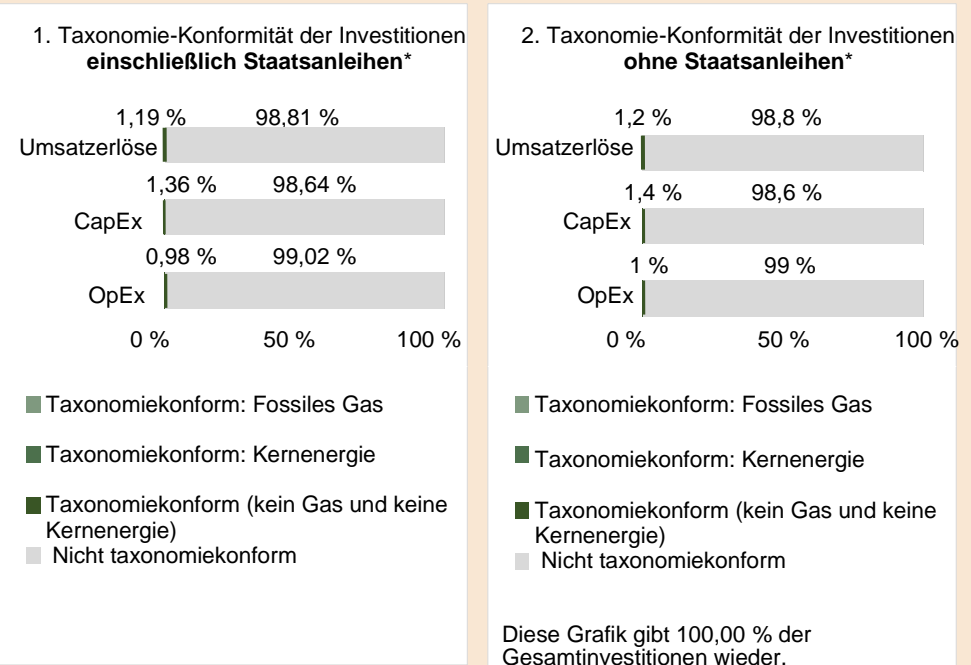 1. Taxonomie-Konformität der Investitionen
einschließlich Staatsanleihen*
1,19 % 98,81 %
Umsatzerlöse
1,36 % 98,64 %
CapEx
0,98 % 99,02 %
OpEx
0 % 50 % 100 %
Taxonomiekonform: Fossiles Gas
Taxonomiekonform: Kernenergie
Taxonomiekonform (kein Gas und keine
Kernenergie)
Nicht taxonomiekonform
2. Taxonomie-Konformität der Investitionen
ohne Staatsanleihen*
1,2 % 98,8 %
Umsatzerlöse
1,4 % 98,6 %
CapEx
1 % 99 %
OpEx
0 % 50 % 100 %
Taxonomiekonform: Fossiles Gas
Taxonomiekonform: Kernenergie
Taxonomiekonform (kein Gas und keine
Kernenergie)
Nicht taxonomiekonform
Diese Grafik gibt 100,00 % der
Gesamtinvestitionen wieder.